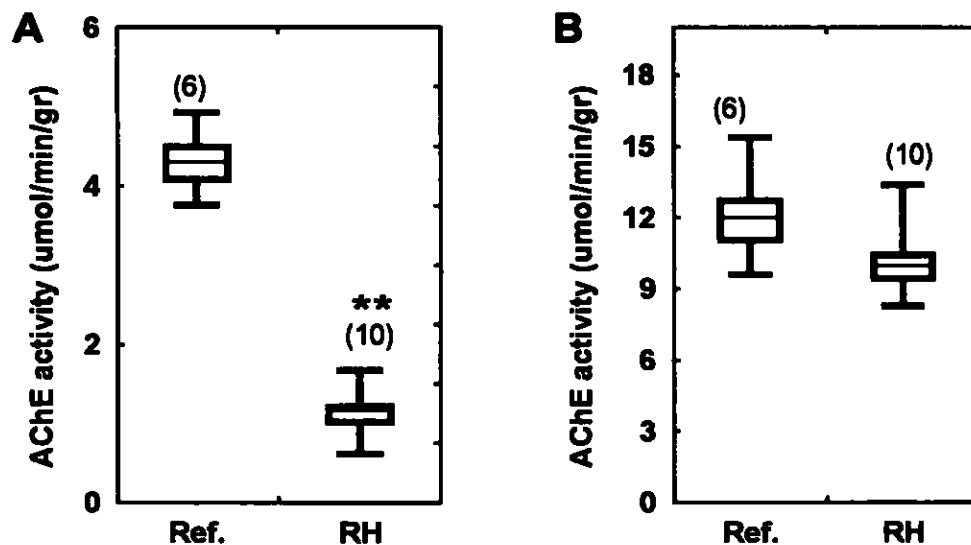 A
AChE activity (umol/min/gr)
6
4
2
0
(6)
**
(10)
Ref.
RH
B
AChE activity (umol/min/gr)
18
15
12
9
6
3
0
(6)
(10)
Ref.
RH